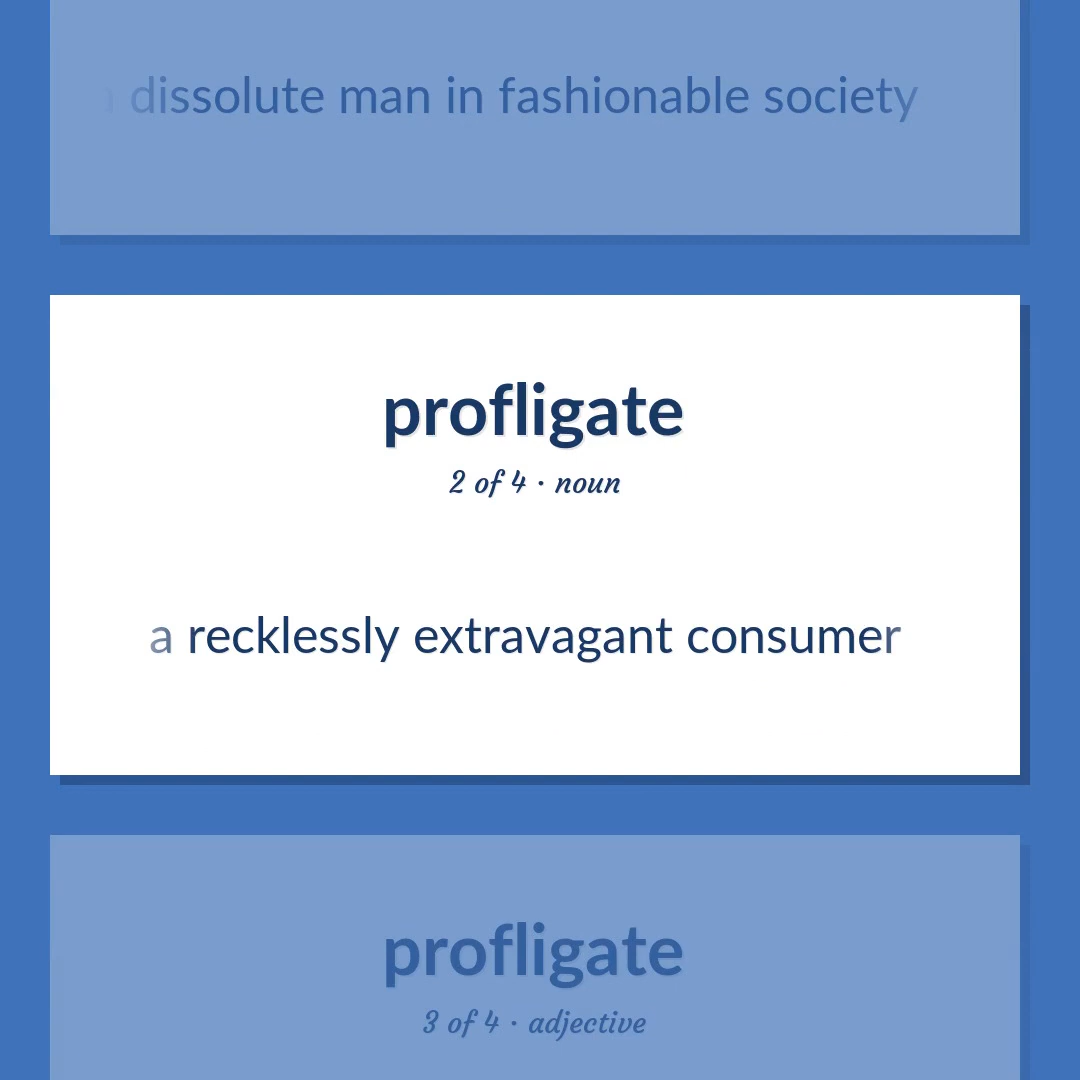 a dissolute man in fashionable society
profligate
2 of 4 · noun
a recklessly extravagant consumer
profligate
3 of 4 · adjective